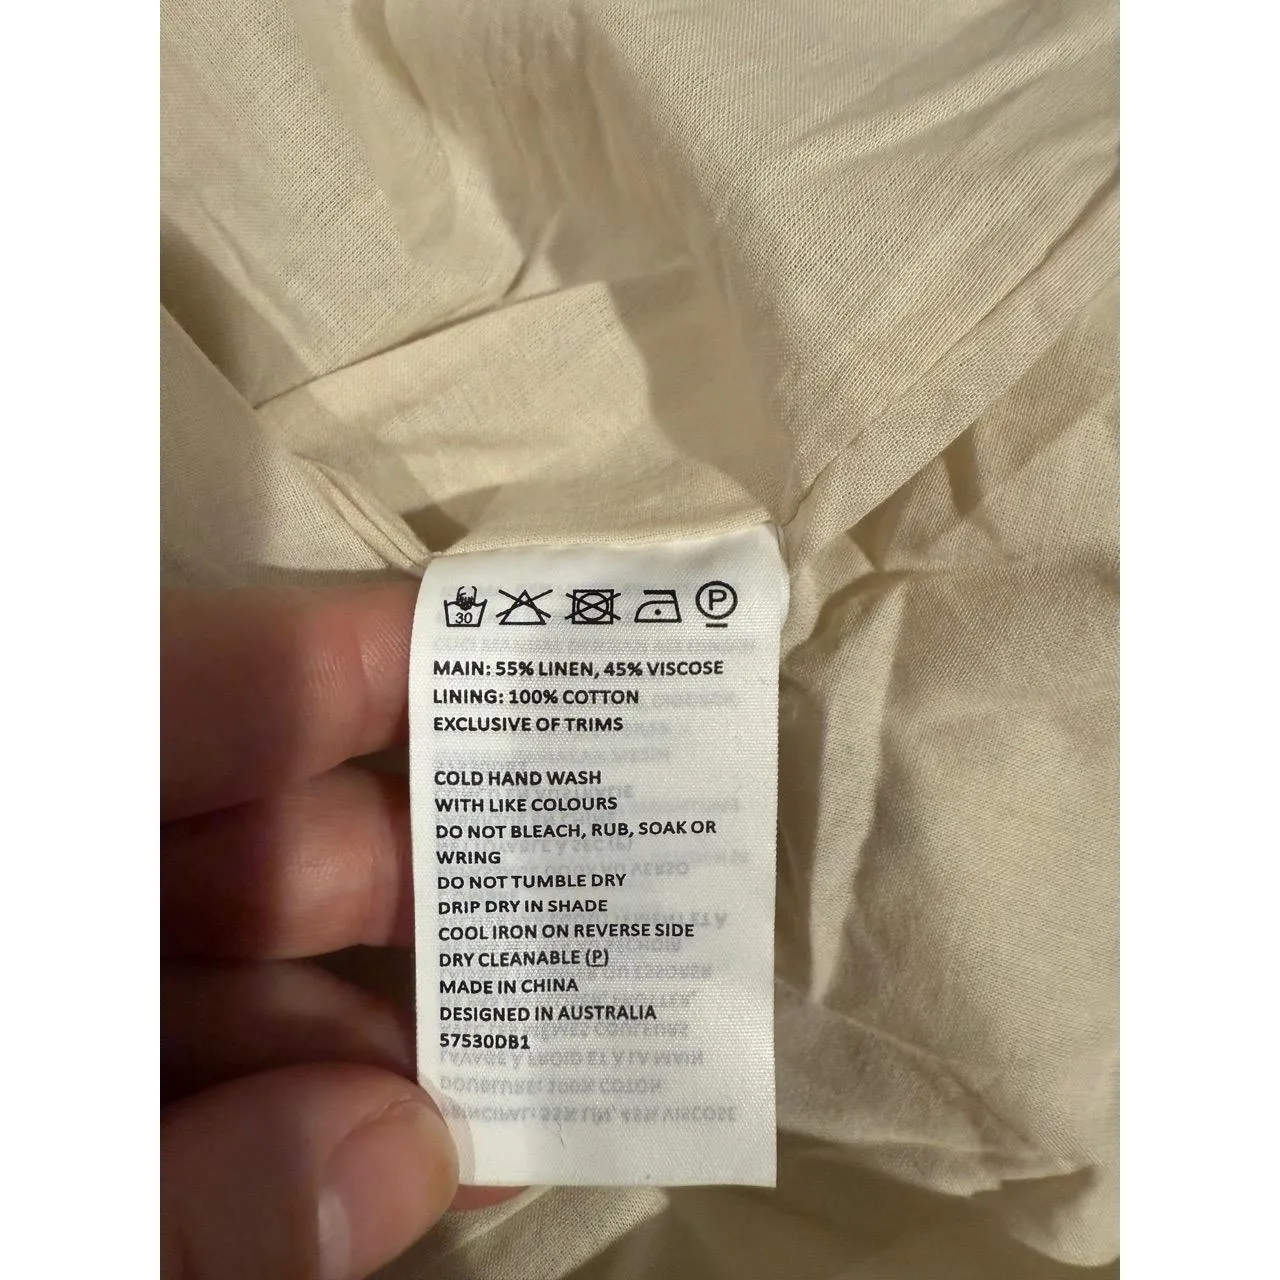 30
P
MAIN: 55% LINEN, 45% VISCOSE
LINING: 100% COTTON
EXCLUSIVE OF TRIMS
COLD HAND WASH
WITH LIKE COLOURS
DO NOT BLEACH, RUB, SOAK OR
WRING
DO NOT TUMBLE DRY
DRIP DRY IN SHADE
COOL IRON ON REVERSE SIDE
DRY CLEANABLE (P)
MADE IN CHINA
DESIGNED IN AUSTRALIA
57530DB1